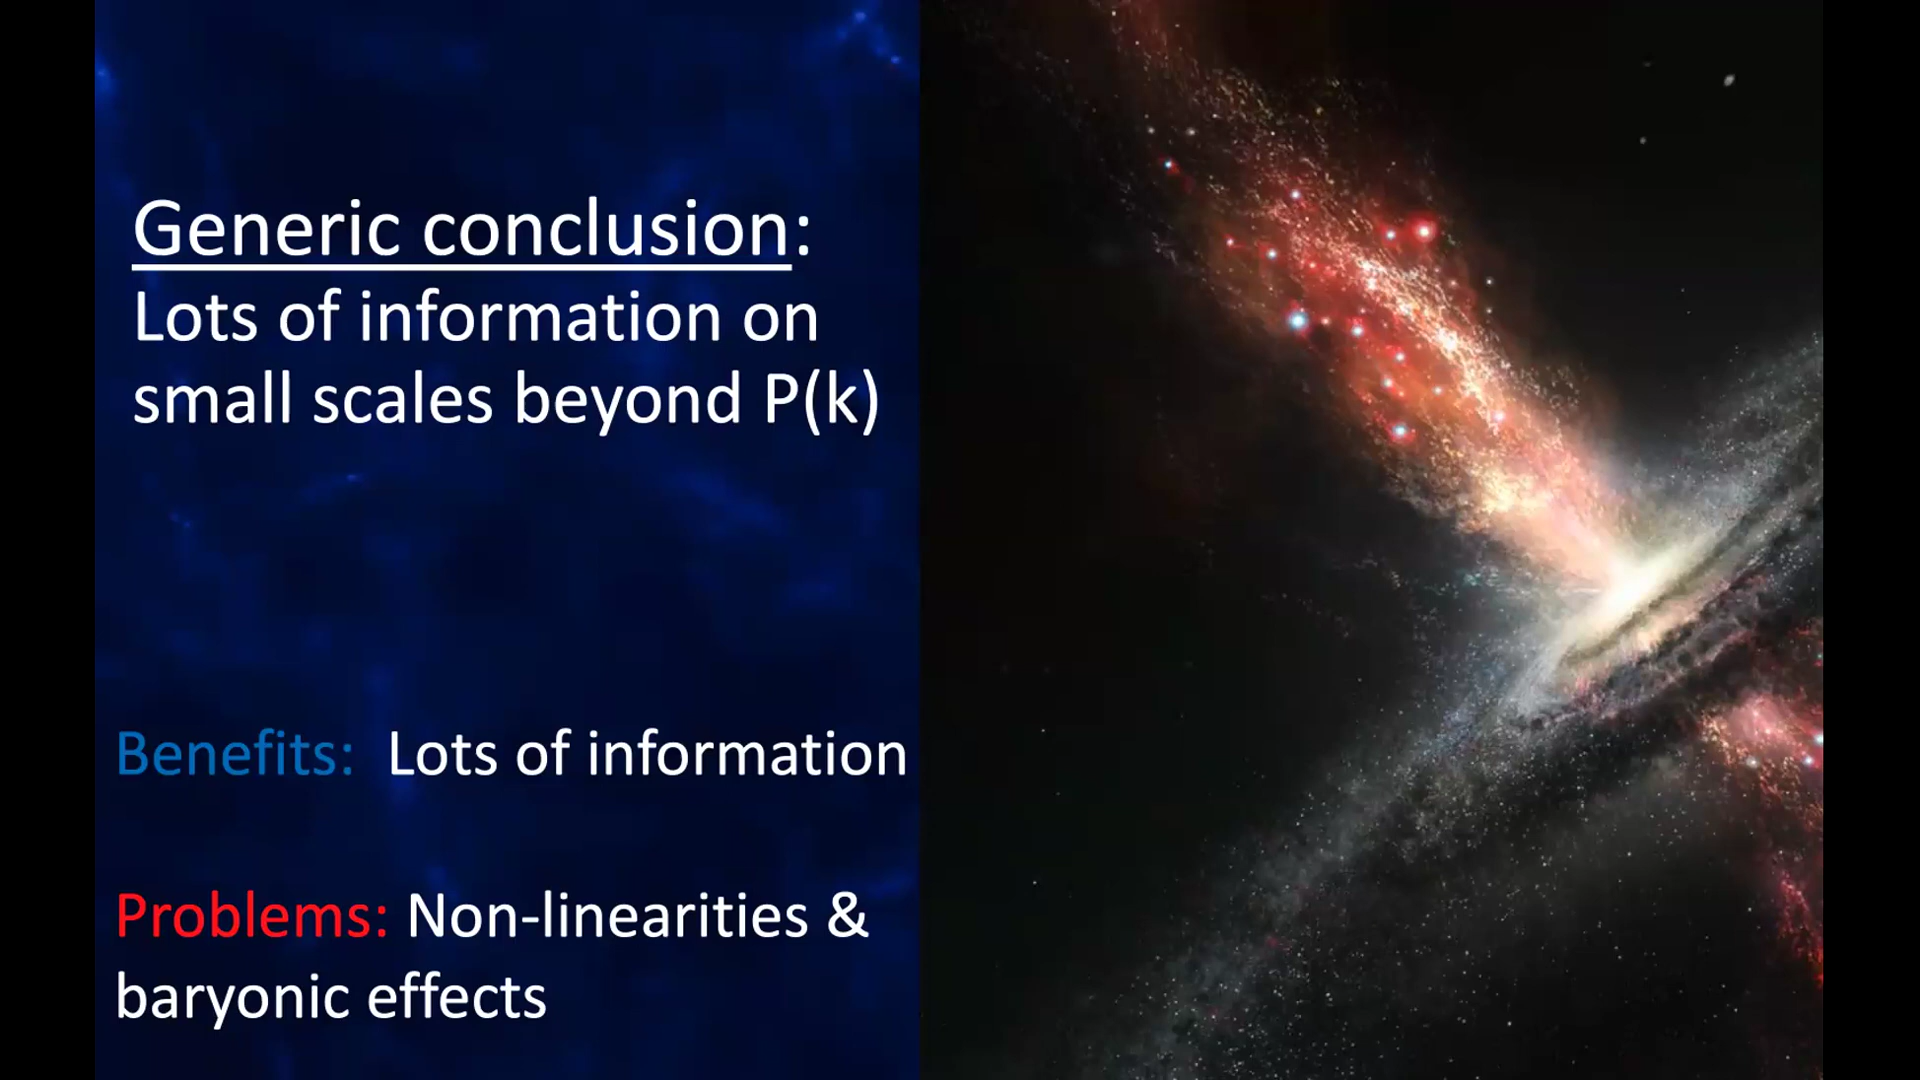 Generic conclusion:
Lots of information on
small scales beyond P(k)
Benefits: Lots of information
Problems: Non-linearities &
baryonic effects